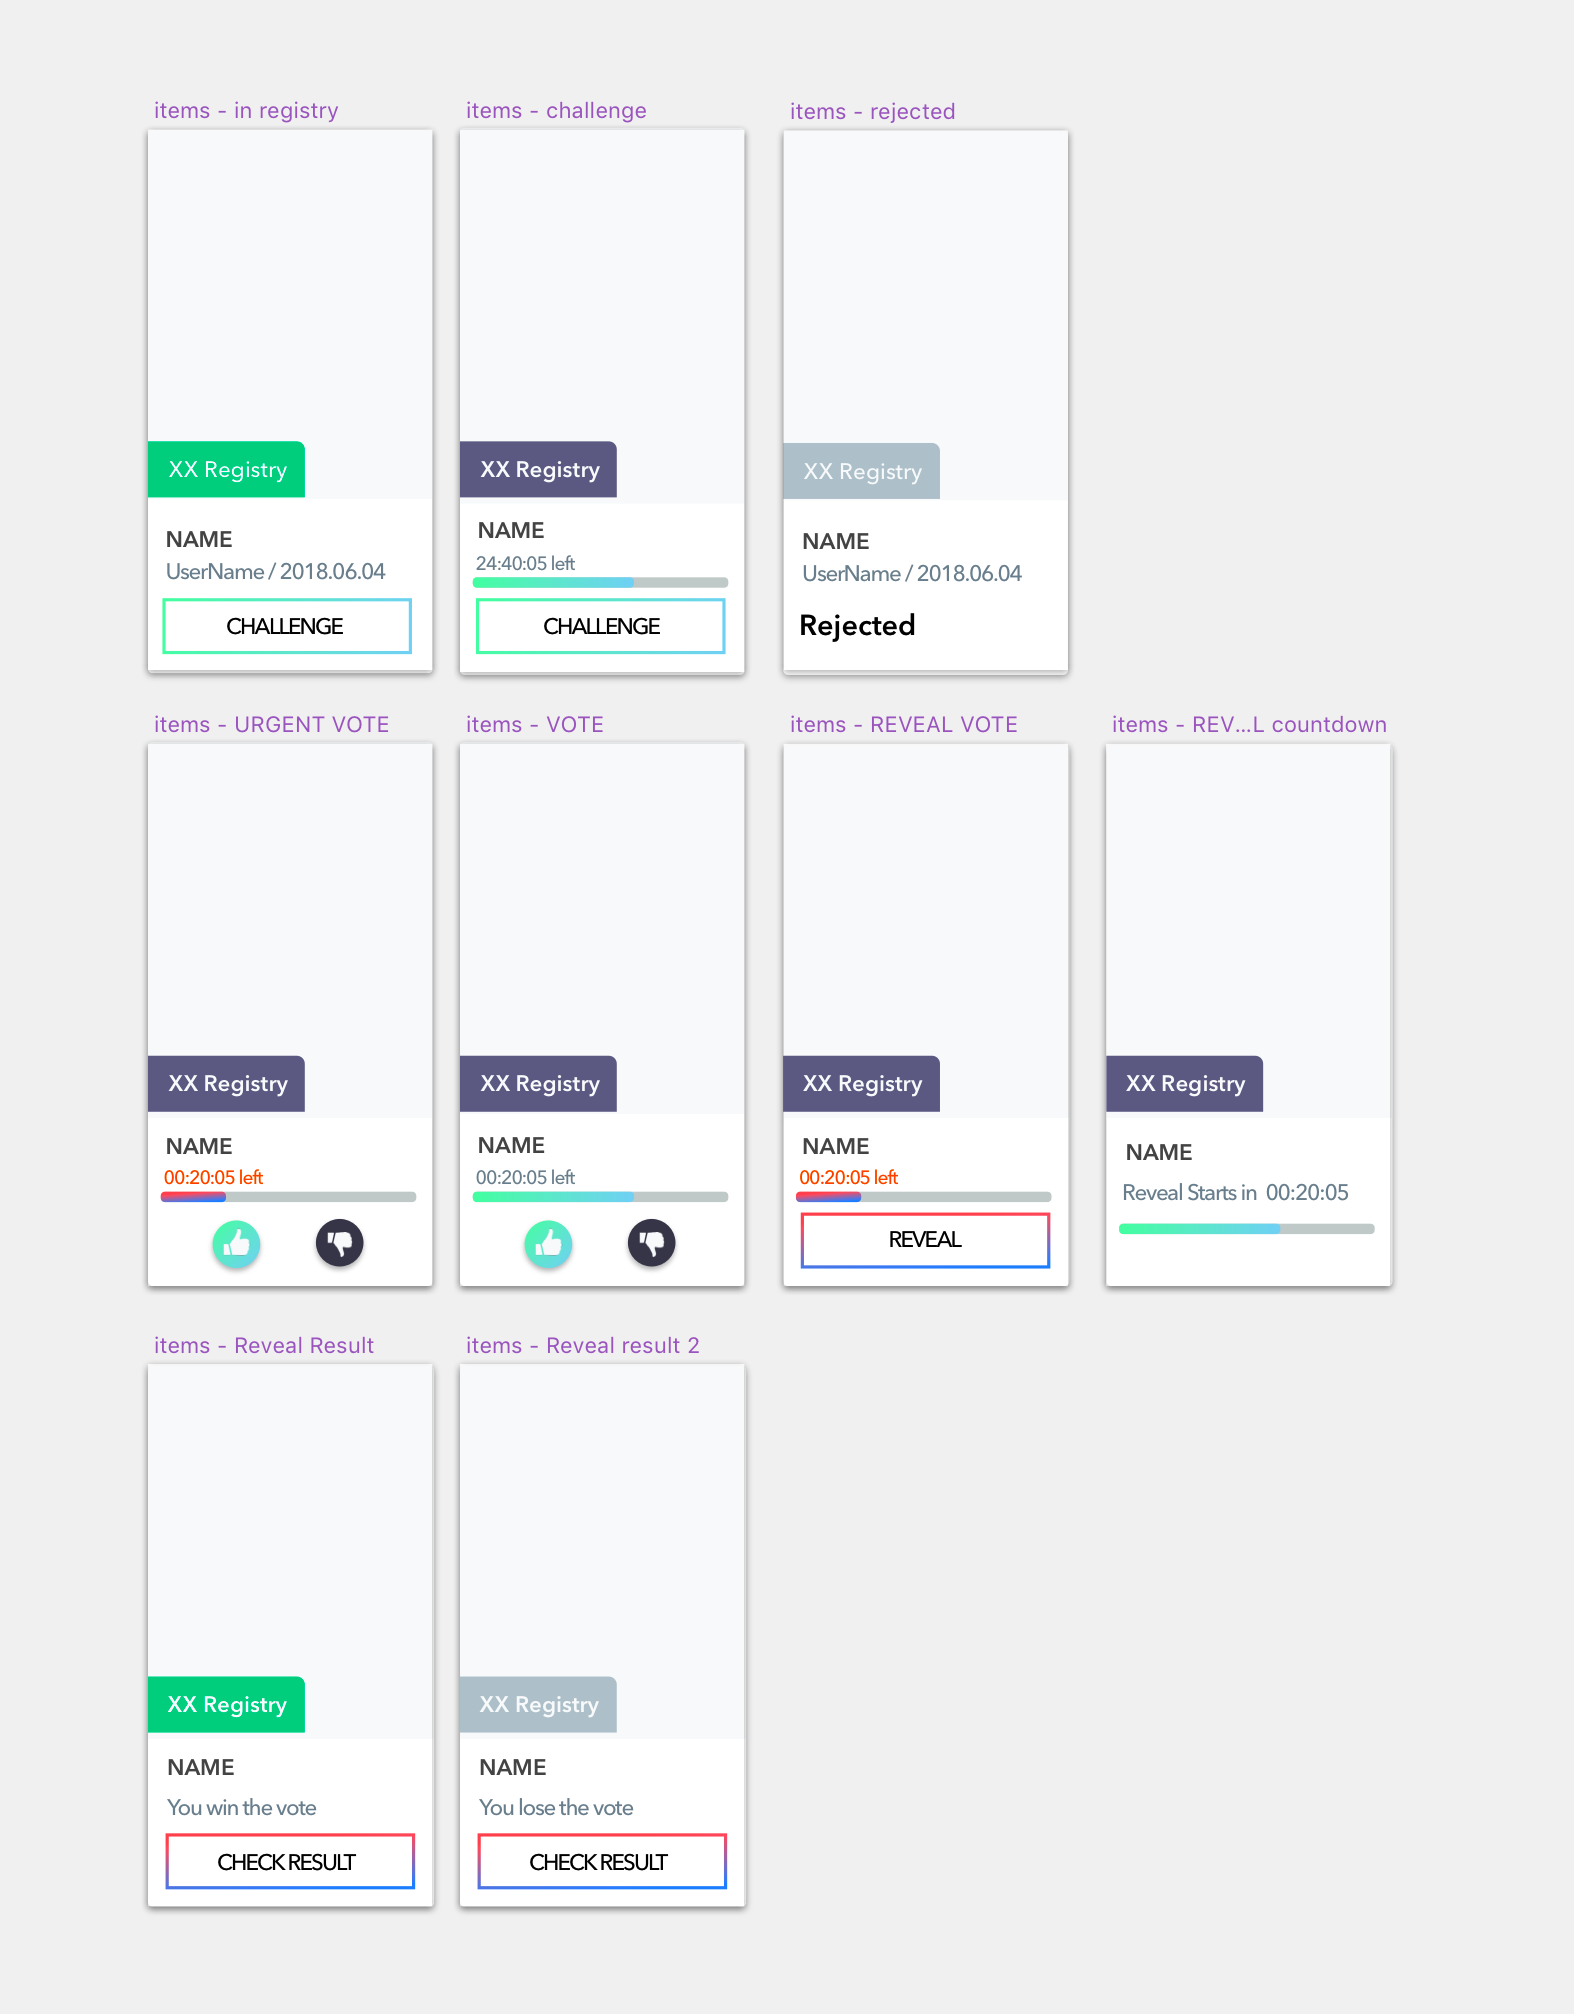 items - in registry
items - challenge
items - rejected
XX Registry
XX Registry
XX Registry
NAME
UserName / 2018.06.04
CHALLENGE
NAME
24:40:05 left
CHALLENGE
NAME
UserName / 2018.06.04
Rejected
items - URGENT VOTE
items - VOTE
items - REVEAL VOTE
items - REV...L countdown
XX Registry
XX Registry
XX Registry
XX Registry
NAME
00:20:05 left
NAME
00:20:05 left
NAME
00:20:05 left
REVEAL
NAME
Reveal Starts in 00:20:05
items - Reveal Result
items - Reveal result 2
XX Registry
XX Registry
NAME
You win the vote
CHECK RESULT
NAME
You lose the vote
CHECK RESULT